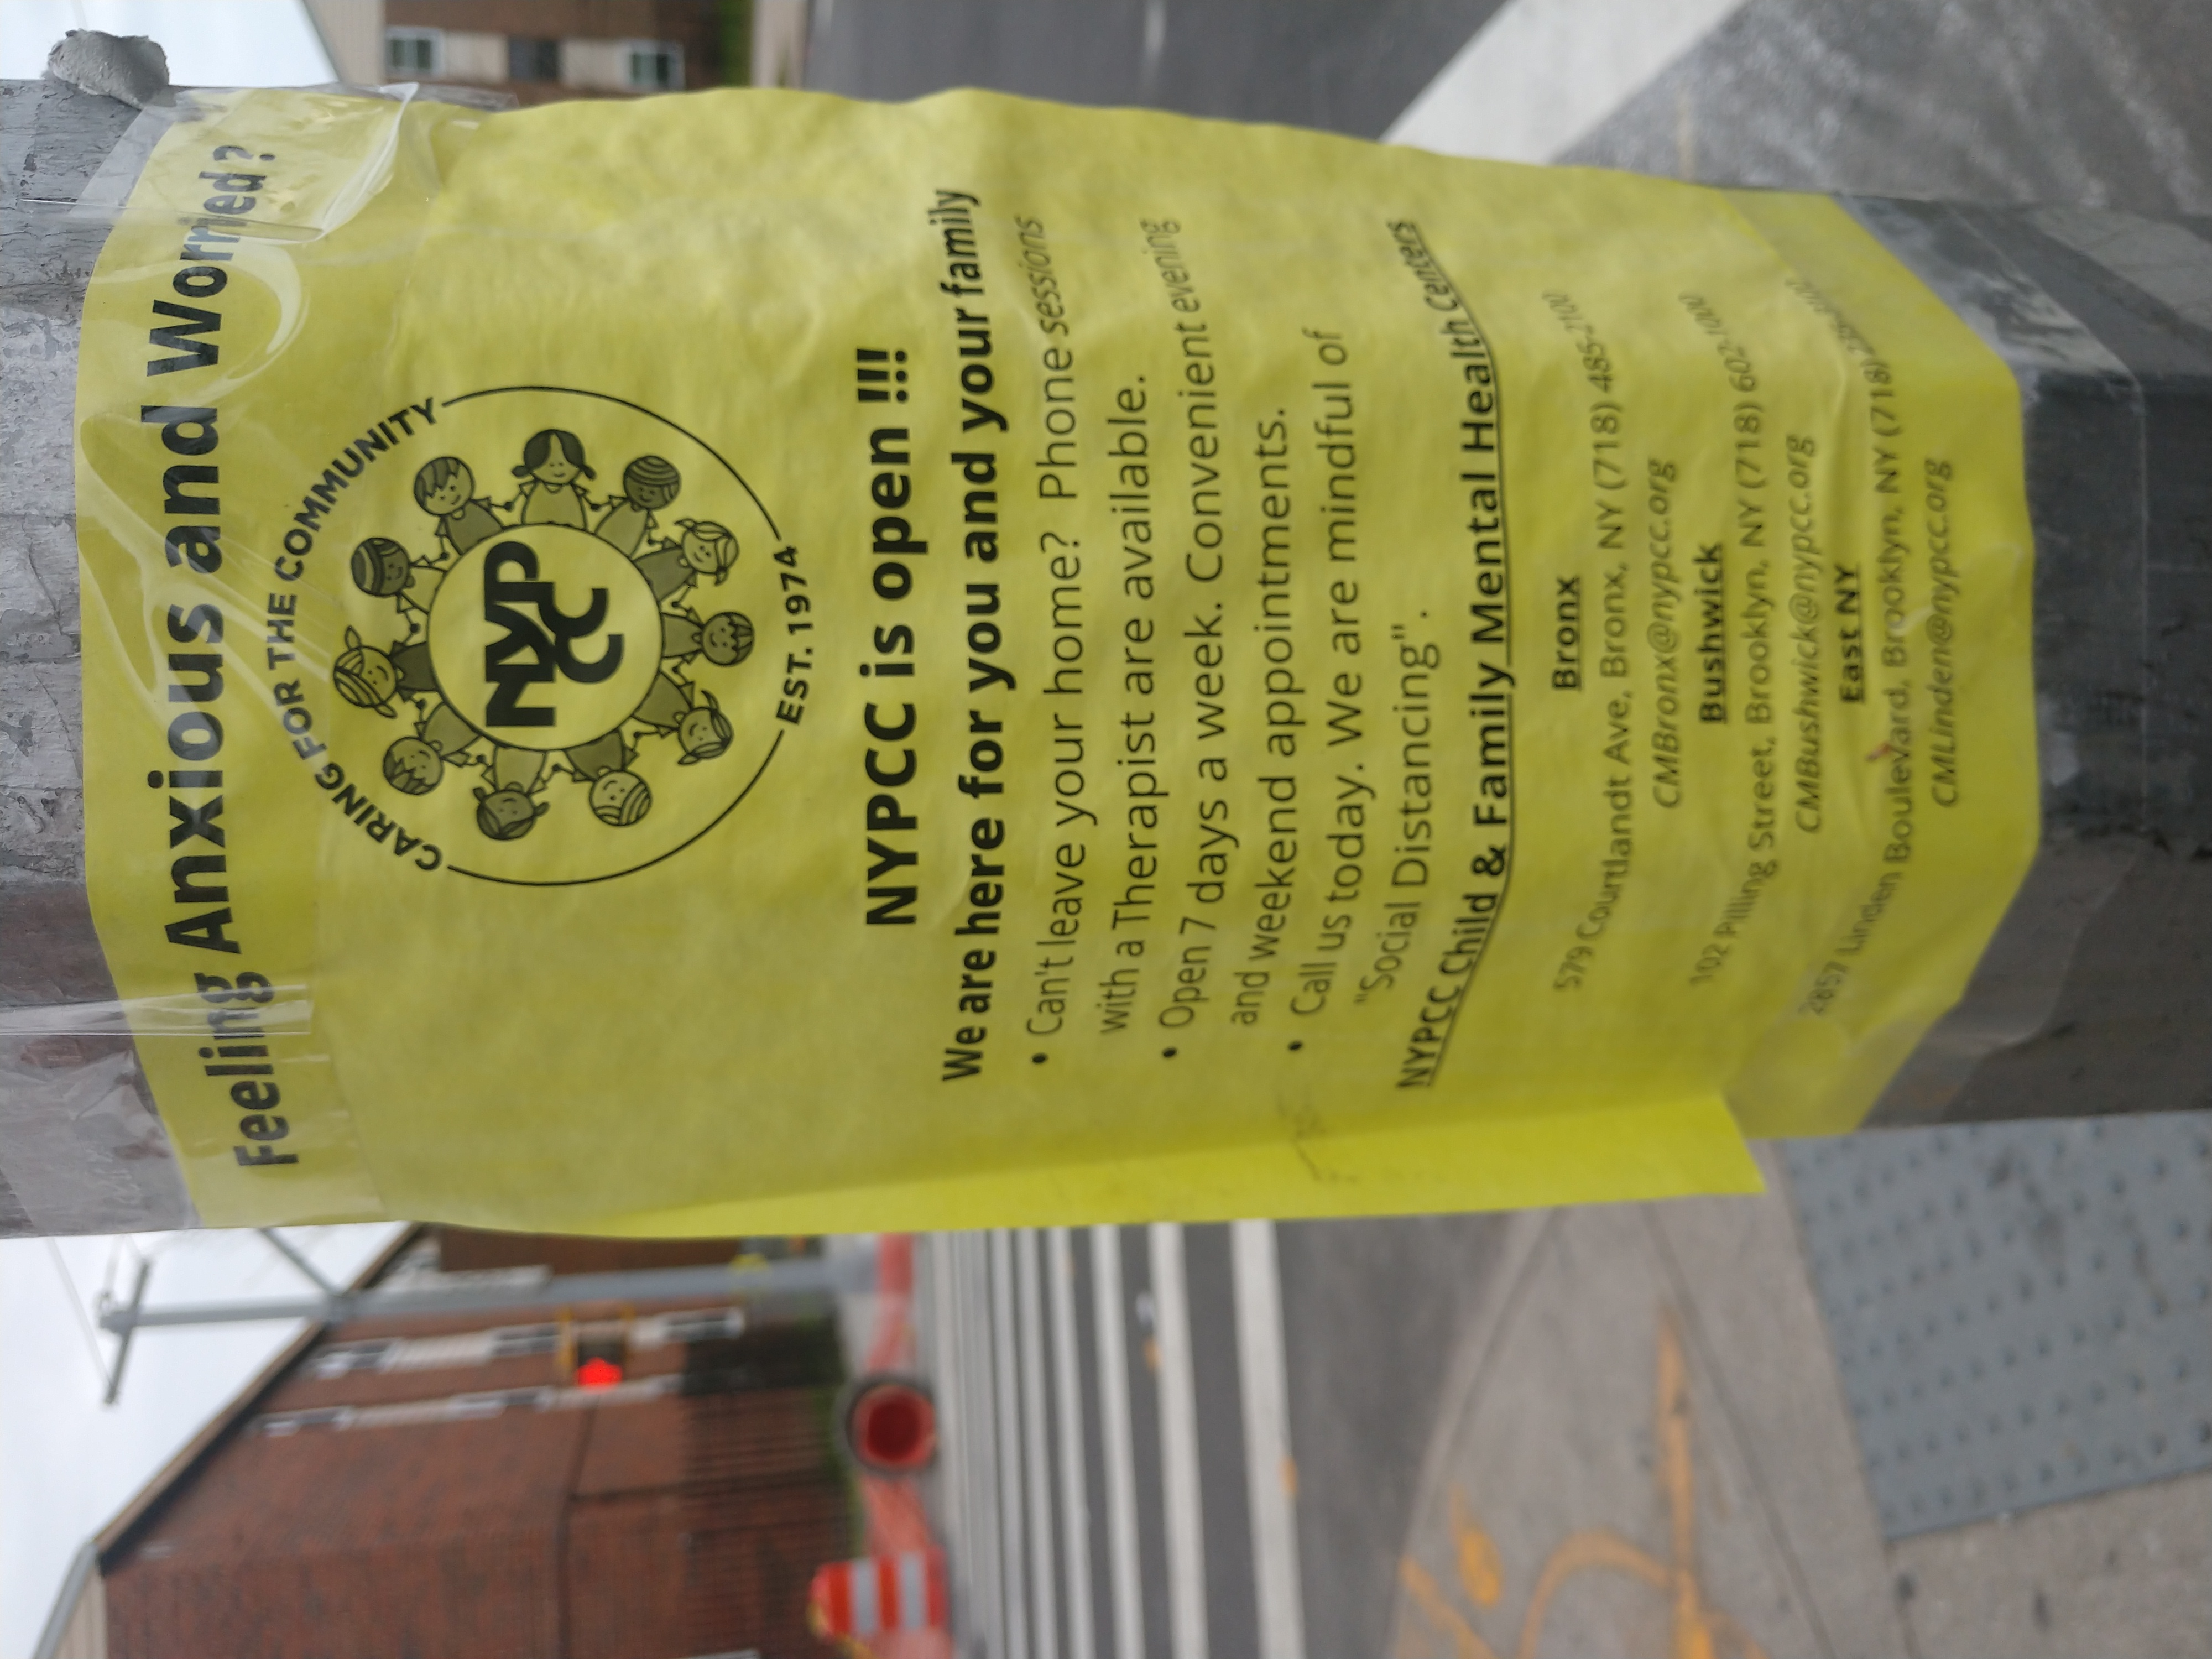 Feeling Anxious and Worried ?
CARING FOR THE COMMUNITY
NYP
CC
EST. 1974
NYPCC is open !!!
We are here for you and your family
• Can't leave your home? Phone sessions
with a Therapist are available.
• Open 7 days a week. Convenient evening
and weekend appointments.
• Call us today. We are mindful of
"Social Distancing".
NYPCC Child & Family Mental Health Centers
Bronx
579 Courtlandt Ave, Bronx, NY (718) 485-2100
CMBronx@nypcc.org
Bushwick
102 Pilling Street, Brooklyn, NY (718) 602-1000
CMBushwick@nypcc.org
East NY
2857 Linden Boulevard, Brooklyn, NY (718)
CMLinden@nypcc.org